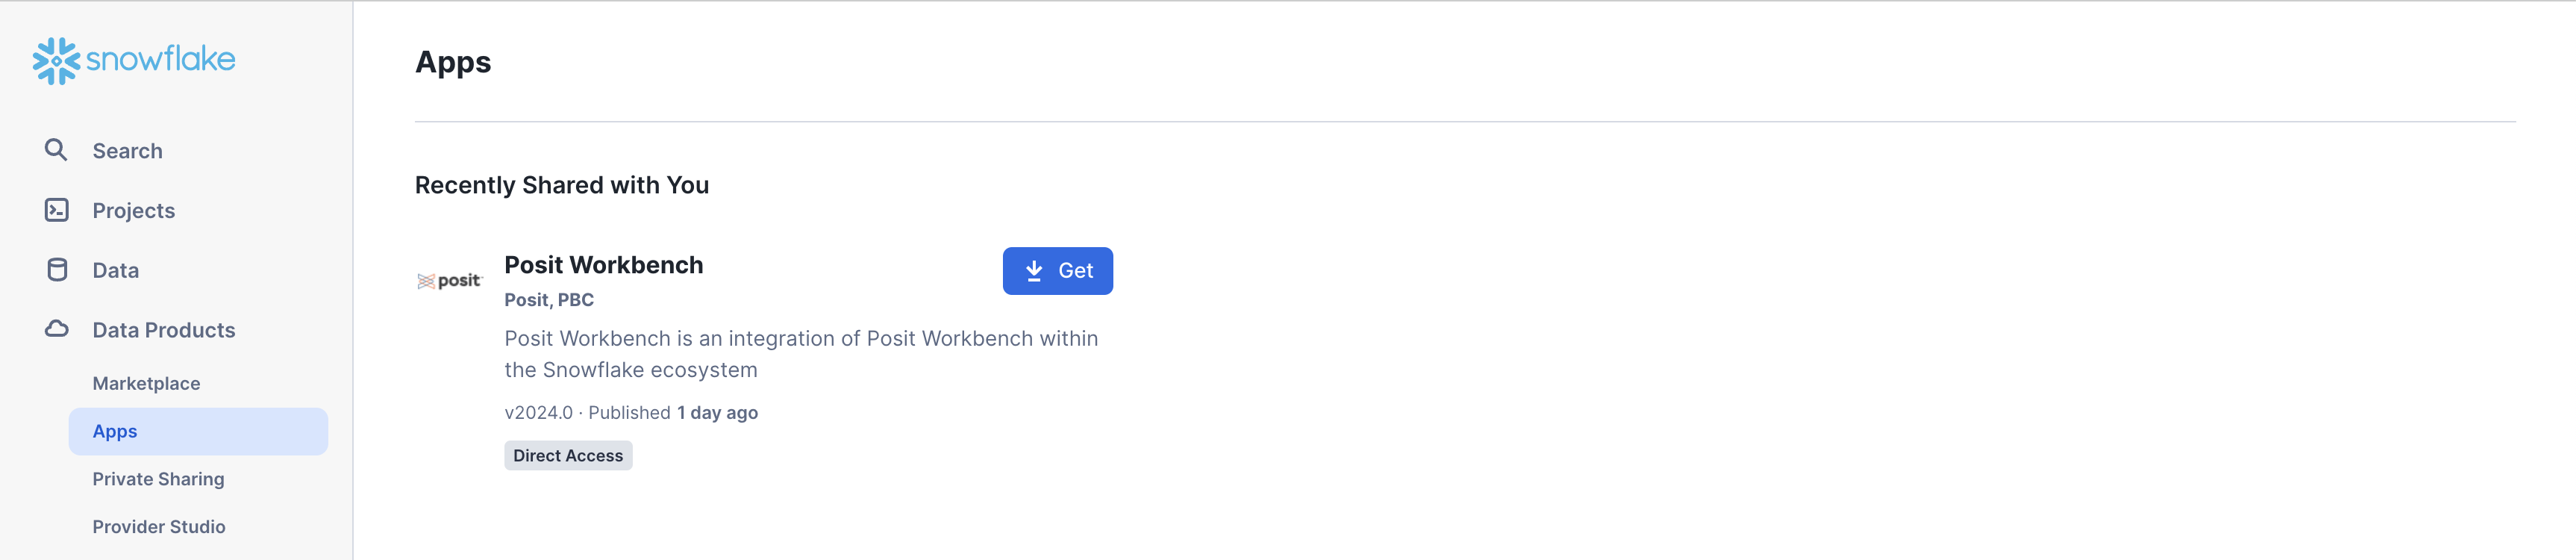 snowflake
Search
Projects
Data
Data Products
Marketplace
Apps
Private Sharing
Provider Studio
Apps
Recently Shared with You
posit
Posit Workbench
Get
Posit, PBC
Posit Workbench is an integration of Posit Workbench within
the Snowflake ecosystem
v2024.0 · Published 1 day ago
Direct Access